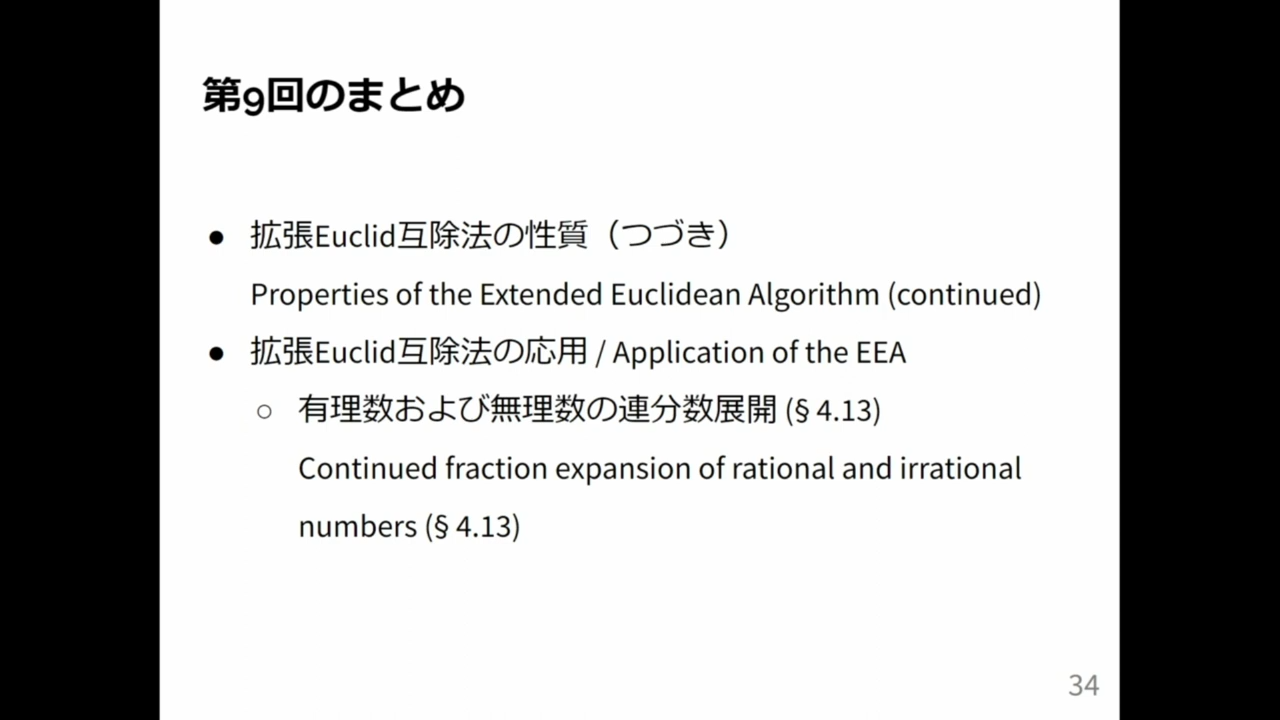 第9回のまとめ
● 拡張Euclid互除法の性質（つづき）
Properties of the Extended Euclidean Algorithm (continued)
● 拡張Euclid互除法の応用 / Application of the EEA
○ 有理数および無理数の連分数展開 (§ 4.13)
Continued fraction expansion of rational and irrational
numbers (§ 4.13)
34